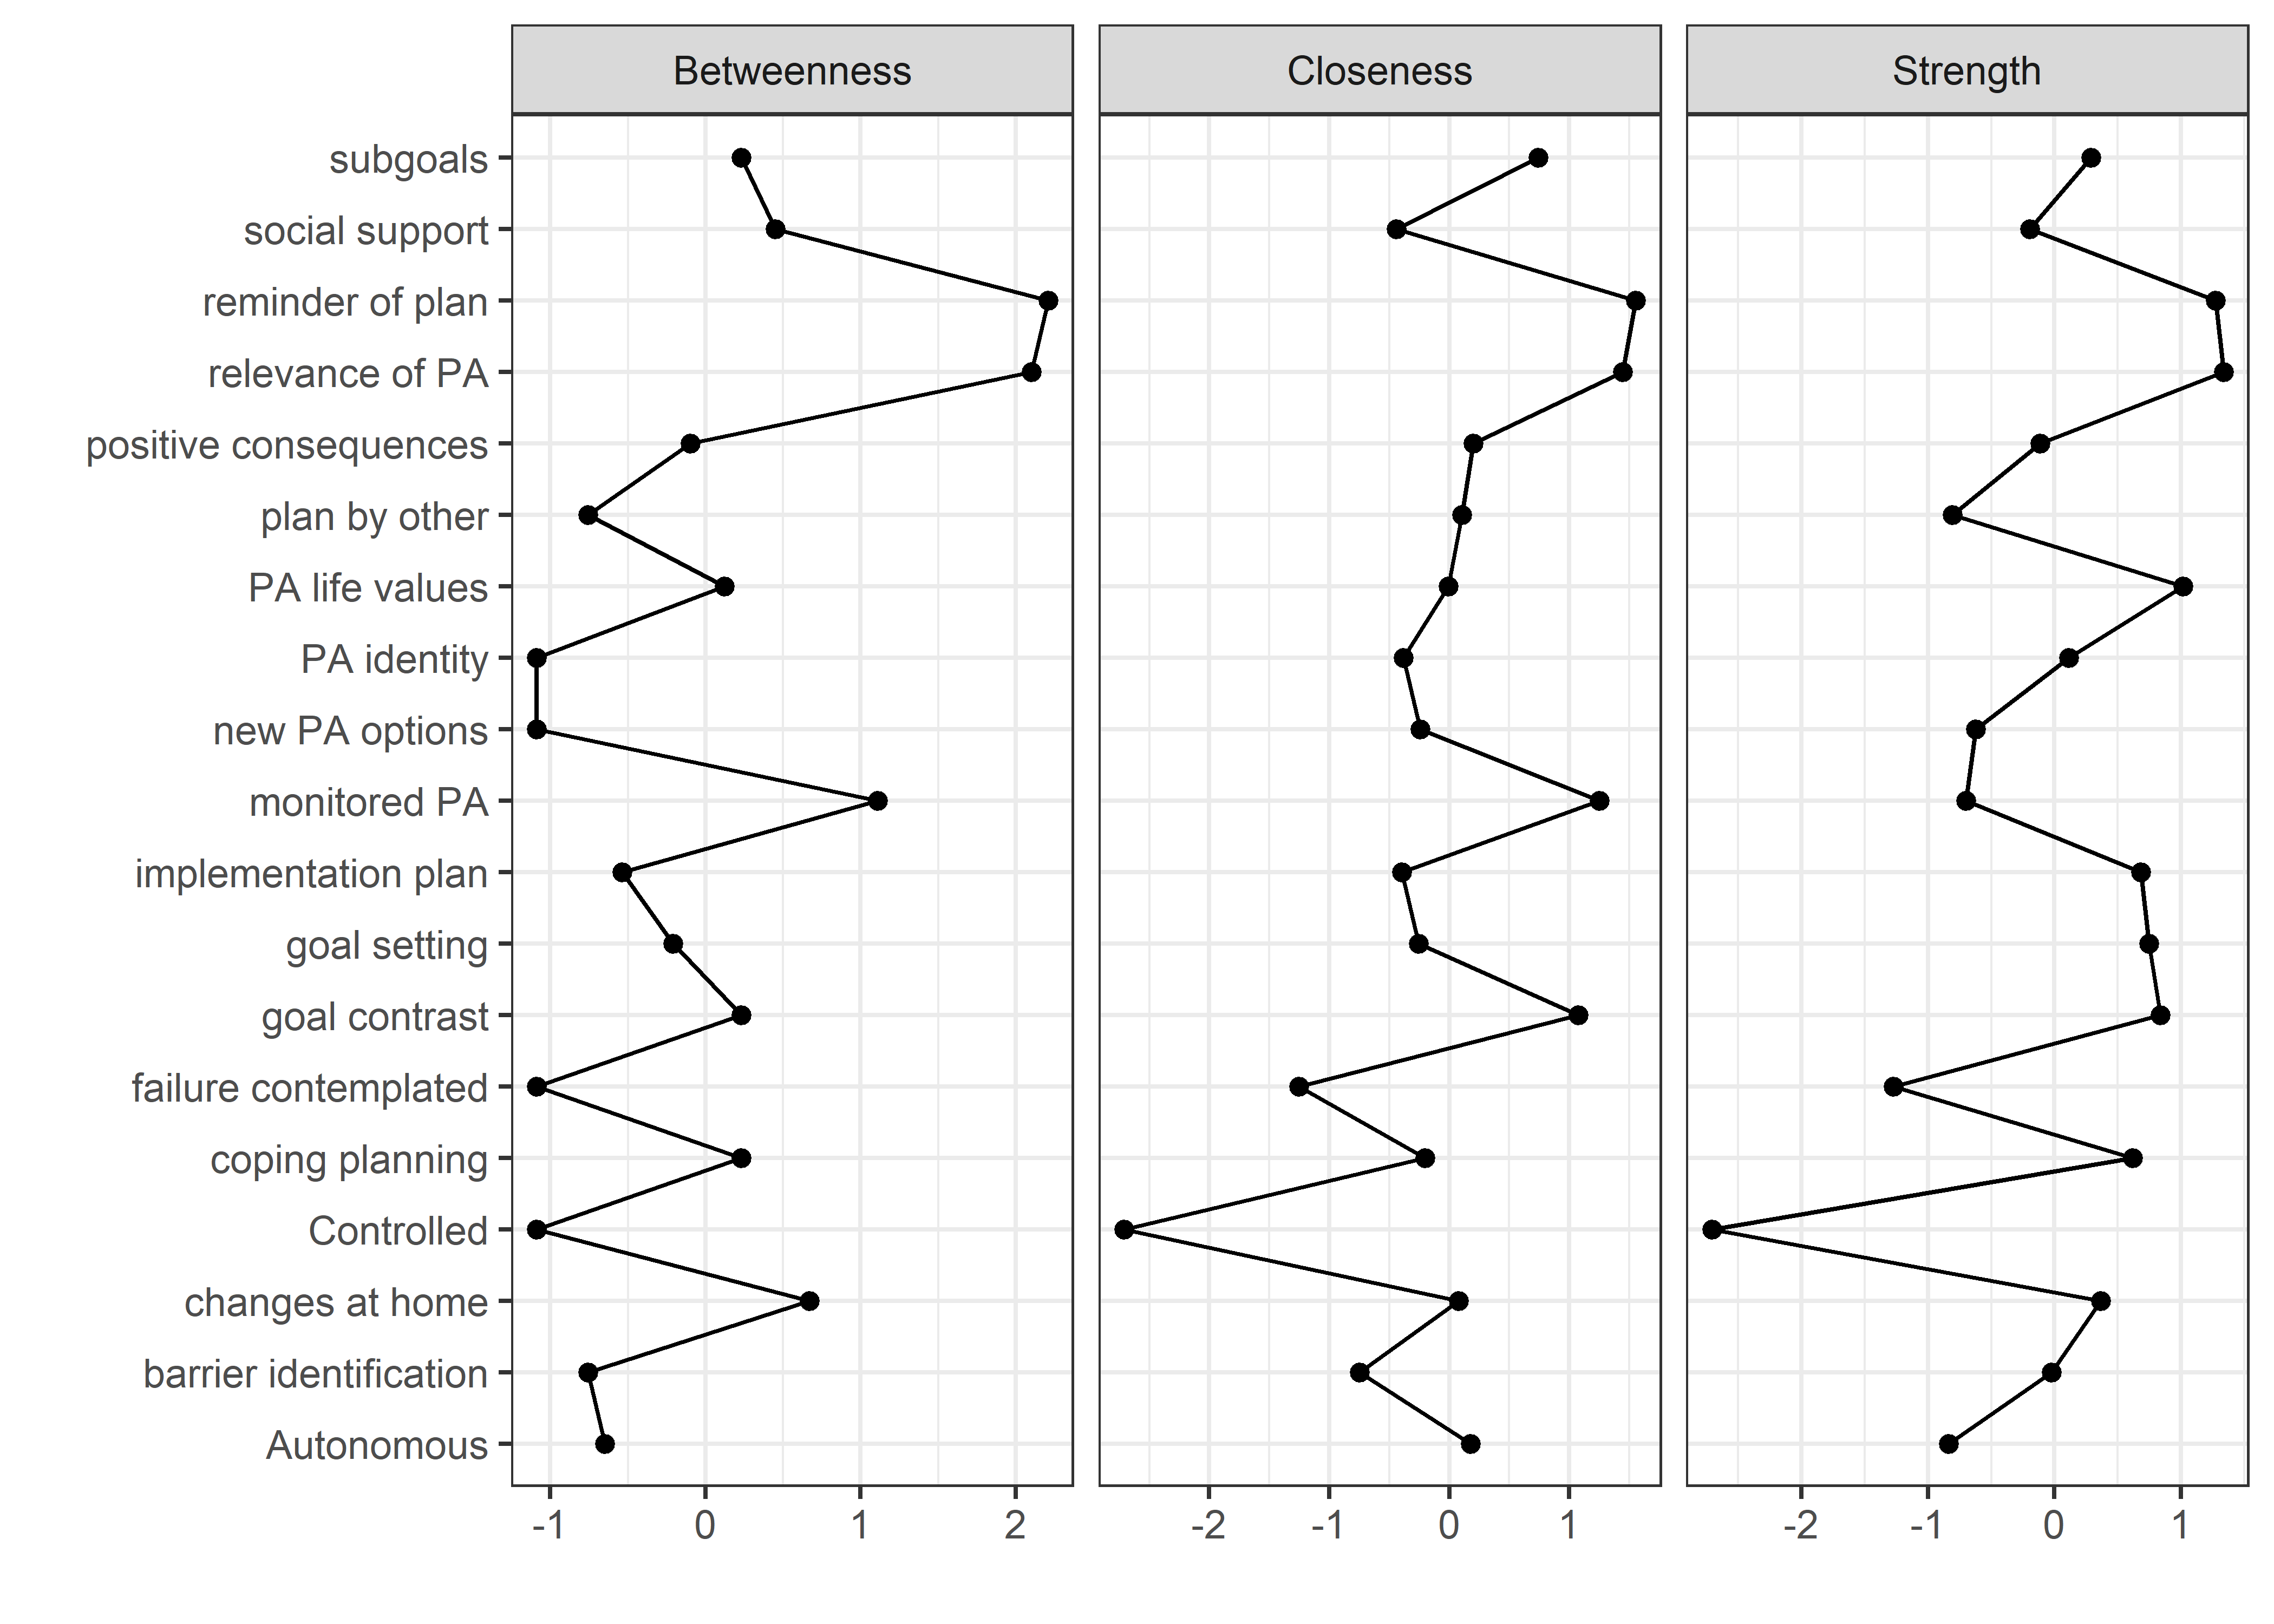 Betweenness Closeness Strength
subgoals
social support
reminder of plan
relevance of PA
positive consequences
plan by other
PA life values
PA identity
new PA options
monitored PA
implementation plan
goal setting
goal contrast
failure contemplated
coping planning
Controlled
changes at home
barrier identification
Autonomous
-1 0 1 2 -2 -1 0 1 -2 -1 0 1